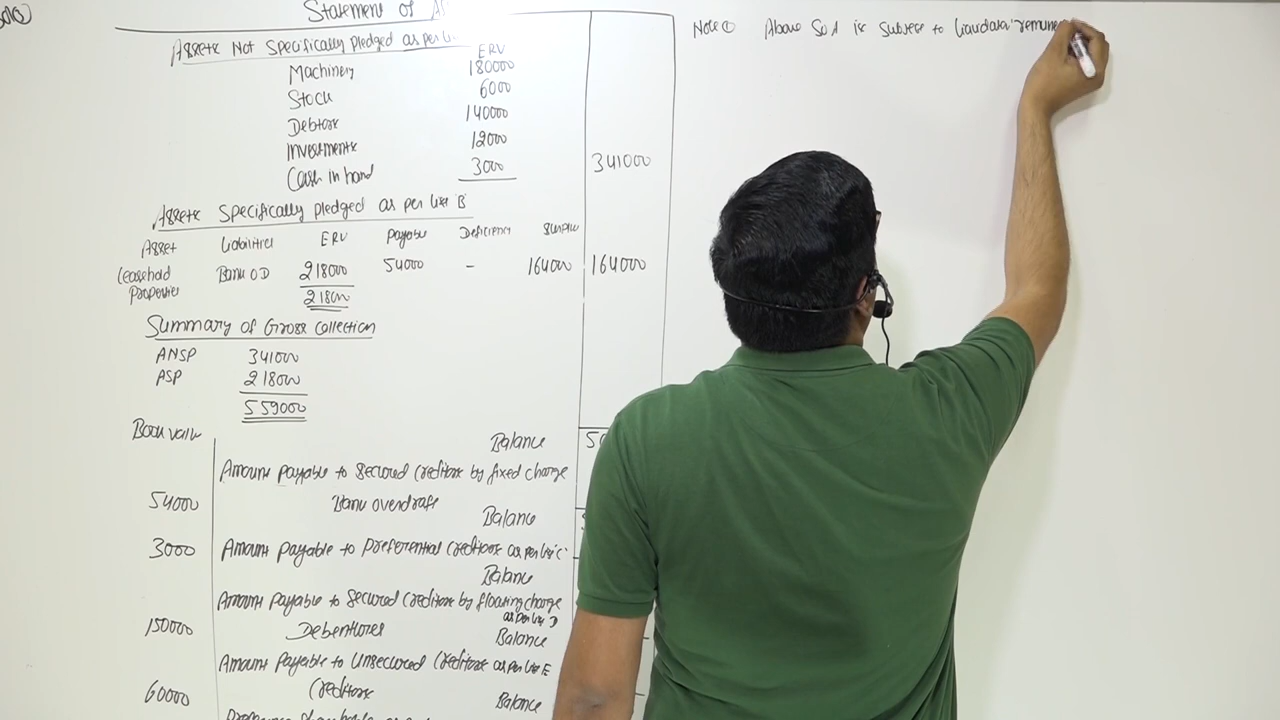 Statement of
Assets Not Specifically pledged as per
ERV
Machinery 180000
Stock 6000
Debtors 140000
Investments 12000
Cash in hand 3000 341000
Assets Specifically pledged as per List B
Asset Liabilities ERV Payable Deficiency Surplus
Leasehold Bank OD 218000 54000 - 164000 164000
Properties 218000
Summary of Gross Collection
ANSP 341000
ASP 218000
559000
Book value Balance
Amount payable to Secured Creditors by fixed charge
54000 Bank overdraft Balance
3000 Amount payable to preferential Creditors as per List C
Balance
Amount payable to Secured Creditors by floating charge
as per List D
150000 Debentures Balance
Amount payable to Unsecured Creditors as per List E
60000 Creditors Balance
Note ① Above SoA is subject to